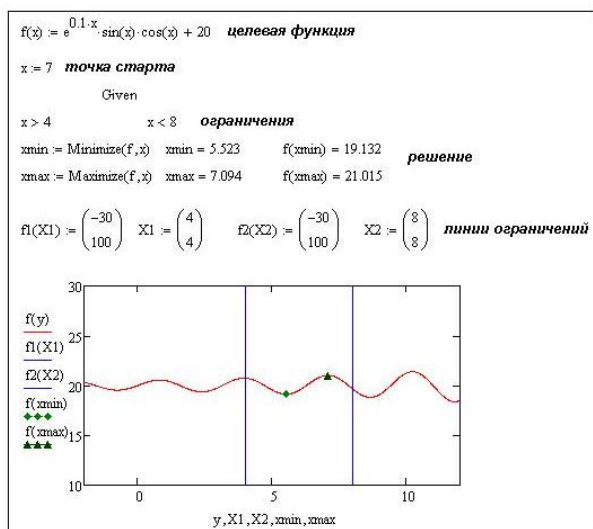 f(x) := e^0.1·x·sin(x)·cos(x) + 20 целевая функция
x := 7 точка старта
Given
x > 4 x < 8 ограничения
xmin := Minimize(f,x) xmin = 5.523 f(xmin) = 19.132
решение
xmax := Maximize(f,x) xmax = 7.094 f(xmax) = 21.015
f1(X1) := (-30 100) X1 := (4 4) f2(X2) := (-30 100) X2 := (8 8) линии ограничений
30
f(y)
25
f1(X1)
f2(X2)
20
f(xmin)
f(xmax)
15
10
0 5 10
y,X1,X2,xmin,xmax